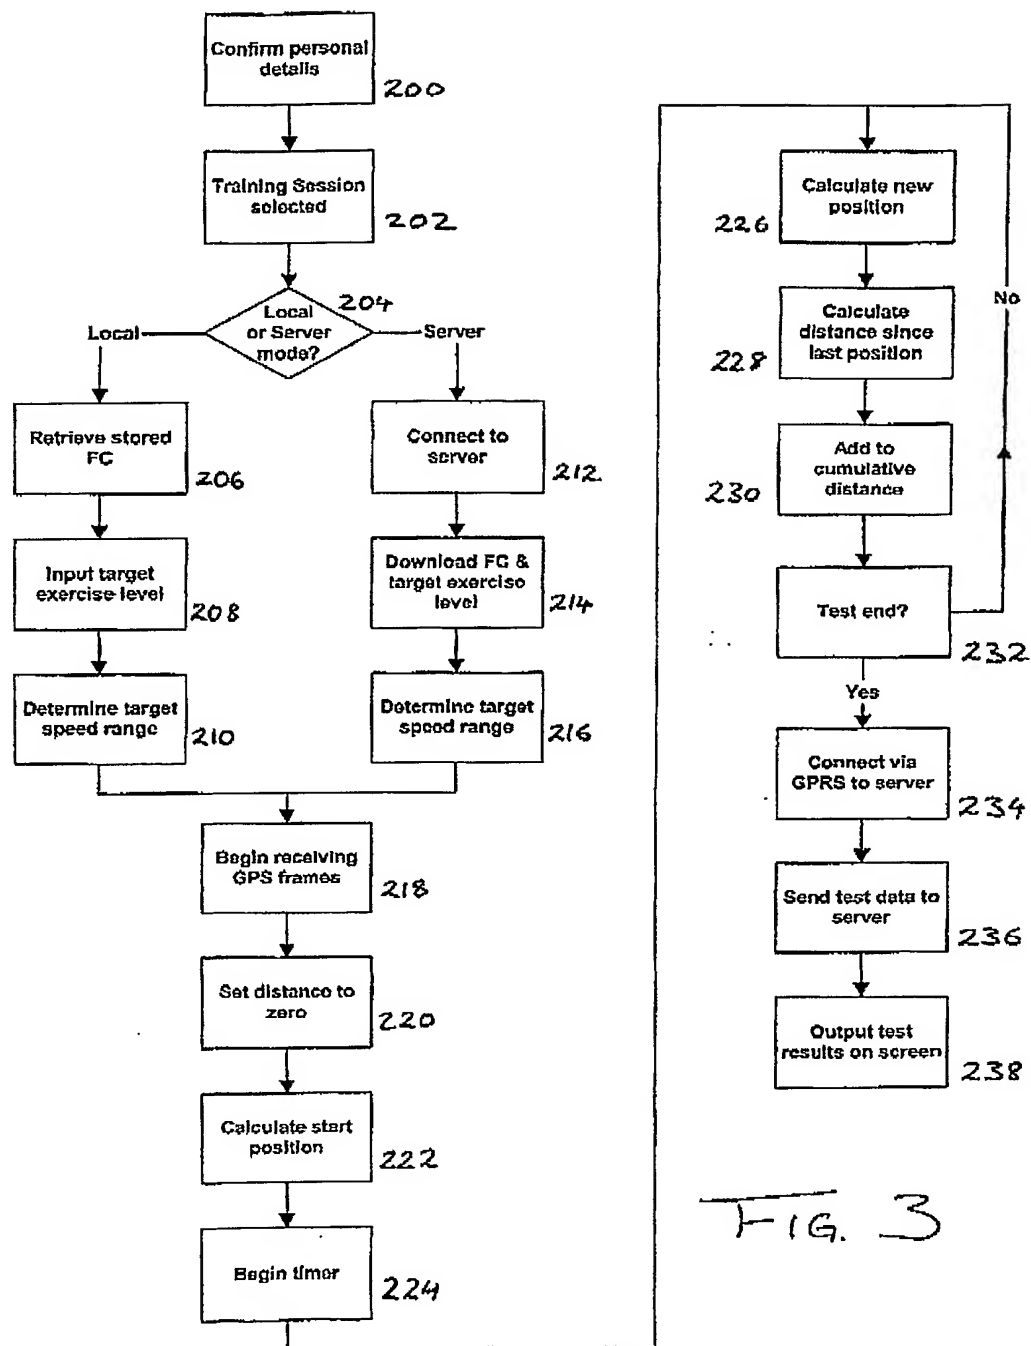 Confirm personal
details
200
Training Session
selected
202
204
Local
or Server
mode?
Local
Server
Retrieve stored
FC
206
Connect to
server
212
Input target
exercise level
208
Download FC &
target exercise
level
214
Determine target
speed range
210
Determine target
speed range
216
Begin receiving
GPS frames
218
Set distance to
zero
220
Calculate start
position
222
Begin timer
224
Calculate new
position
226
No
Calculate
distance since
last position
228
Add to
cumulative
distance
230
Test end?
232
Yes
Connect via
GPRS to server
234
Send test data to
server
236
Output test
results on screen
238
FIG. 3